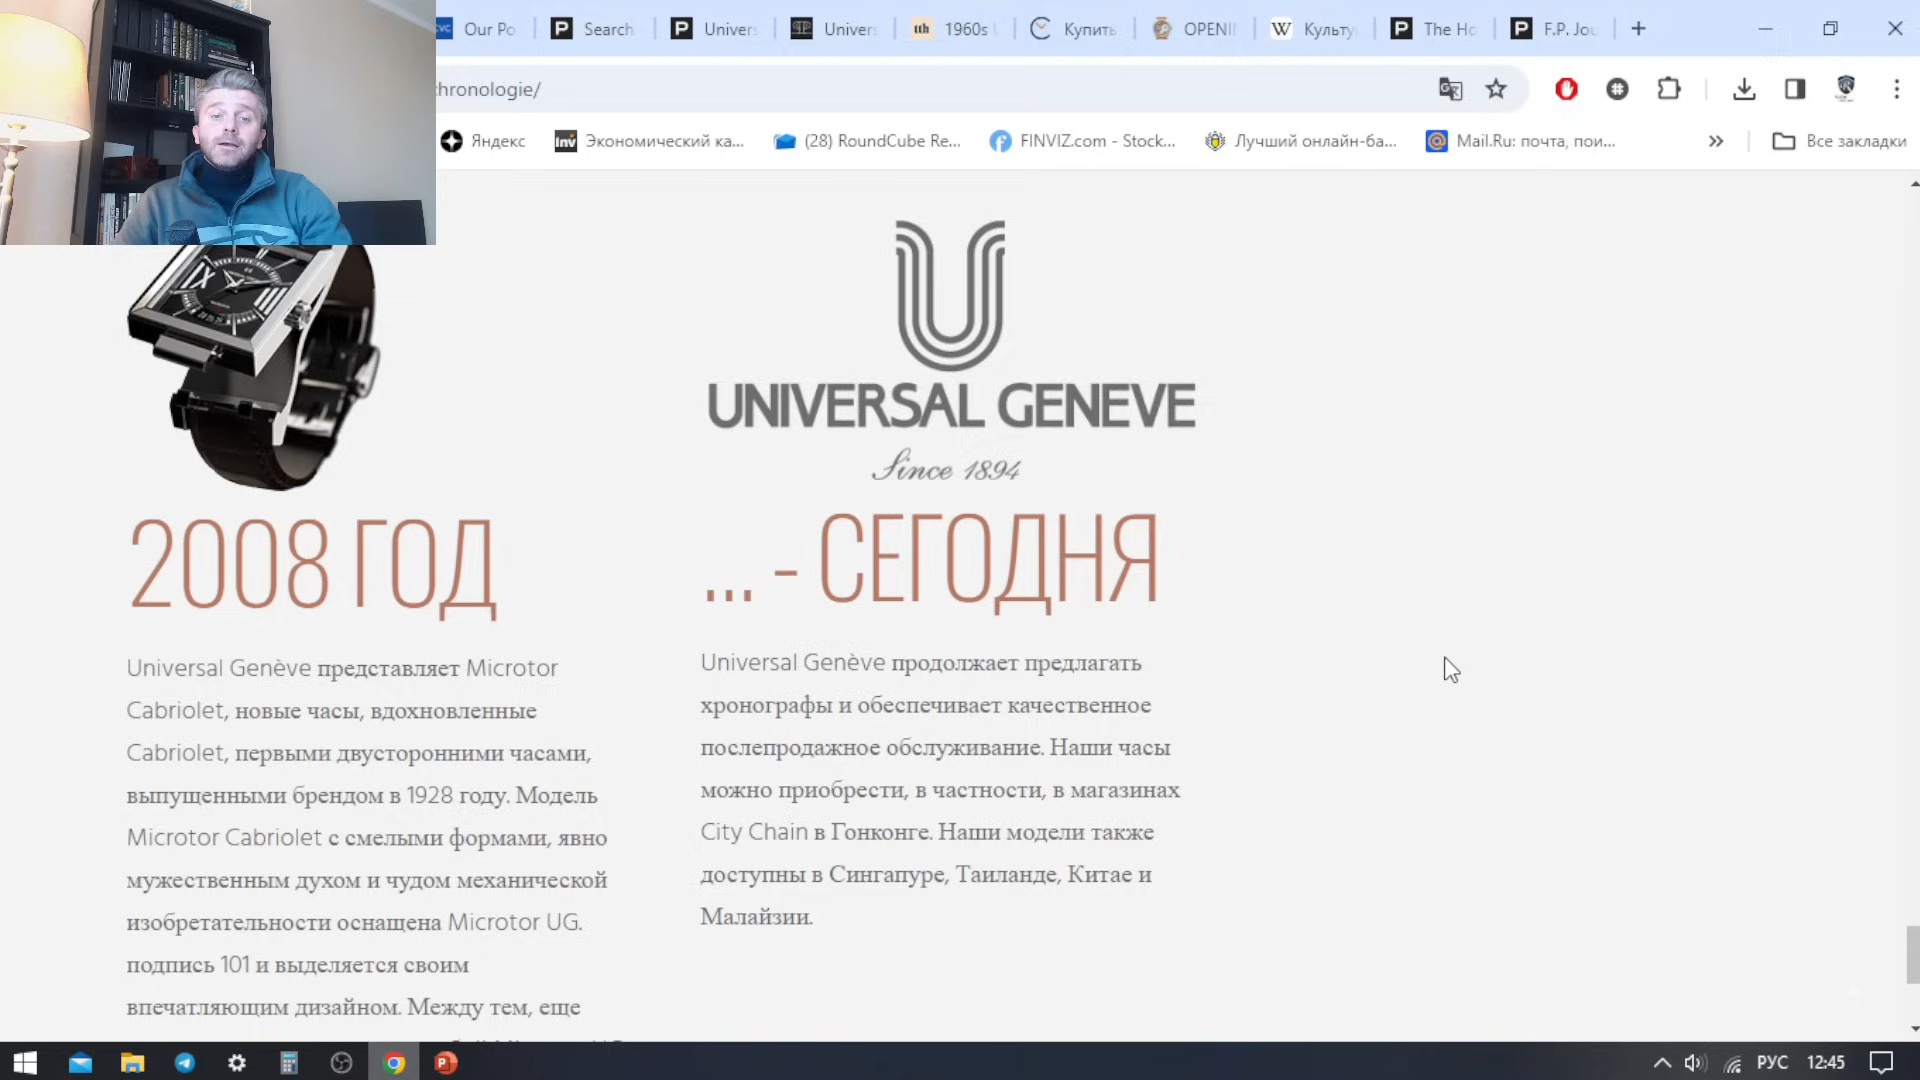 Our Po
Search
Univers
Univers
1960s
Купить
OPENI
Культу
The Ho
F.P. Jou
hronologie/
Яндекс
Inv
Экономический ка...
(28) RoundCube Re...
FINVIZ.com - Stock...
Лучший онлайн-ба...
Mail.Ru: почта, пои...
Все закладки
UNIVERSAL GENEVE
Since 1894
2008 ГОД
Universal Genève представляет Microtor
Cabriolet, новые часы, вдохновленные
Cabriolet, первыми двусторонними часами,
выпущенными брендом в 1928 году. Модель
Microtor Cabriolet с смелыми формами, явно
мужественным духом и чудом механической
изобретательности оснащена Microtor UG.
подпись 101 и выделяется своим
впечатляющим дизайном. Между тем, еще
... - СЕГОДНЯ
Universal Genève продолжает предлагать
хронографы и обеспечивает качественное
послепродажное обслуживание. Наши часы
можно приобрести, в частности, в магазинах
City Chain в Гонконге. Наши модели также
доступны в Сингапуре, Таиланде, Китае и
Малайзии.
РУС
12:45